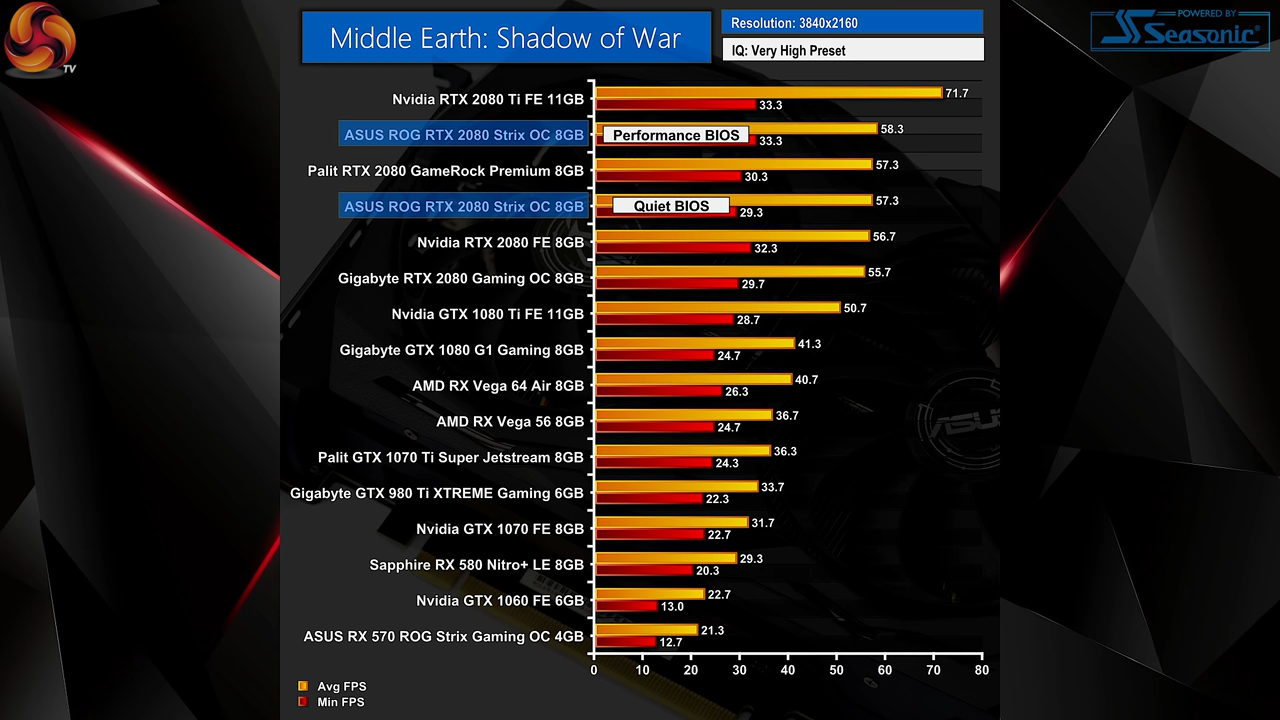 TV
Middle Earth: Shadow of War
Resolution: 3840x2160
IQ: Very High Preset
POWERED BY
Seasonic
Nvidia RTX 2080 Ti FE 11GB 71.7 33.3
ASUS ROG RTX 2080 Strix OC 8GB Performance BIOS 58.3 33.3
Palit RTX 2080 GameRock Premium 8GB 57.3 30.3
ASUS ROG RTX 2080 Strix OC 8GB Quiet BIOS 57.3 29.3
Nvidia RTX 2080 FE 8GB 56.7 32.3
Gigabyte RTX 2080 Gaming OC 8GB 55.7 29.7
Nvidia GTX 1080 Ti FE 11GB 50.7 28.7
Gigabyte GTX 1080 G1 Gaming 8GB 41.3 24.7
AMD RX Vega 64 Air 8GB 40.7 26.3
AMD RX Vega 56 8GB 36.7 24.7
Palit GTX 1070 Ti Super Jetstream 8GB 36.3 24.3
Gigabyte GTX 980 Ti XTREME Gaming 6GB 33.7 22.3
Nvidia GTX 1070 FE 8GB 31.7 22.7
Sapphire RX 580 Nitro+ LE 8GB 29.3 20.3
Nvidia GTX 1060 FE 6GB 22.7 13.0
ASUS RX 570 ROG Strix Gaming OC 4GB 21.3 12.7
0 10 20 30 40 50 60 70 80
Avg FPS
Min FPS
ASUS